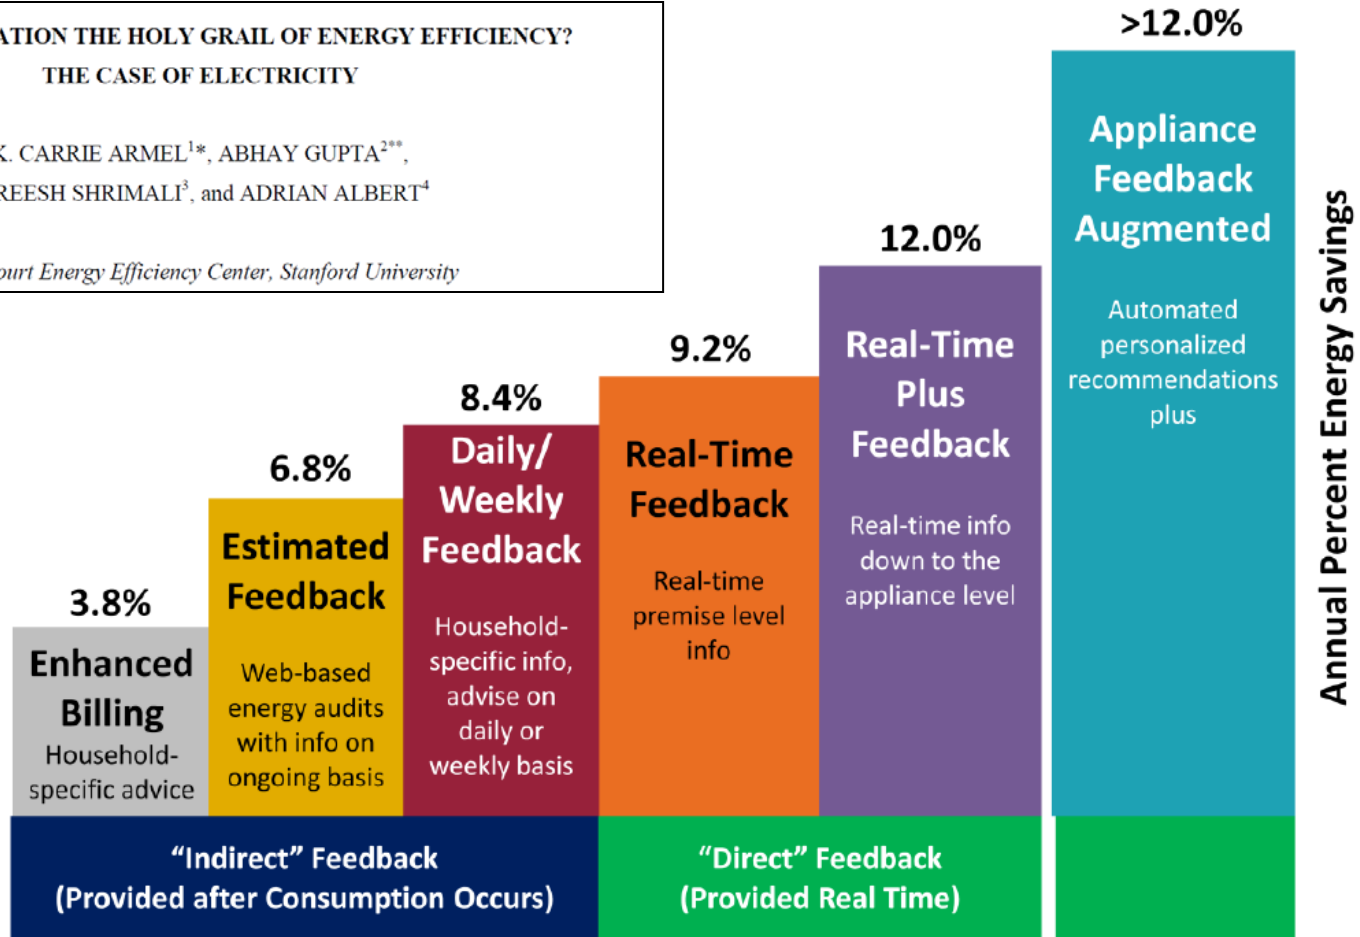 ATION THE HOLY GRAIL OF ENERGY EFFICIENCY?
THE CASE OF ELECTRICITY
K. CARRIE ARMEL¹*, ABHAY GUPTA²**,
REESH SHRIMALI³, and ADRIAN ALBERT⁴
ourt Energy Efficiency Center, Stanford University
3.8%
Enhanced
Billing
Household-
specific advice
6.8%
Estimated
Feedback
Web-based
energy audits
with info on
ongoing basis
8.4%
Daily/
Weekly
Feedback
Household-
specific info,
advise on
daily or
weekly basis
9.2%
Real-Time
Feedback
Real-time
premise level
info
12.0%
Real-Time
Plus
Feedback
Real-time info
down to the
appliance level
>12.0%
Appliance
Feedback
Augmented
Automated
personalized
recommendations
plus
Annual Percent Energy Savings
“Indirect” Feedback
(Provided after Consumption Occurs)
“Direct” Feedback
(Provided Real Time)